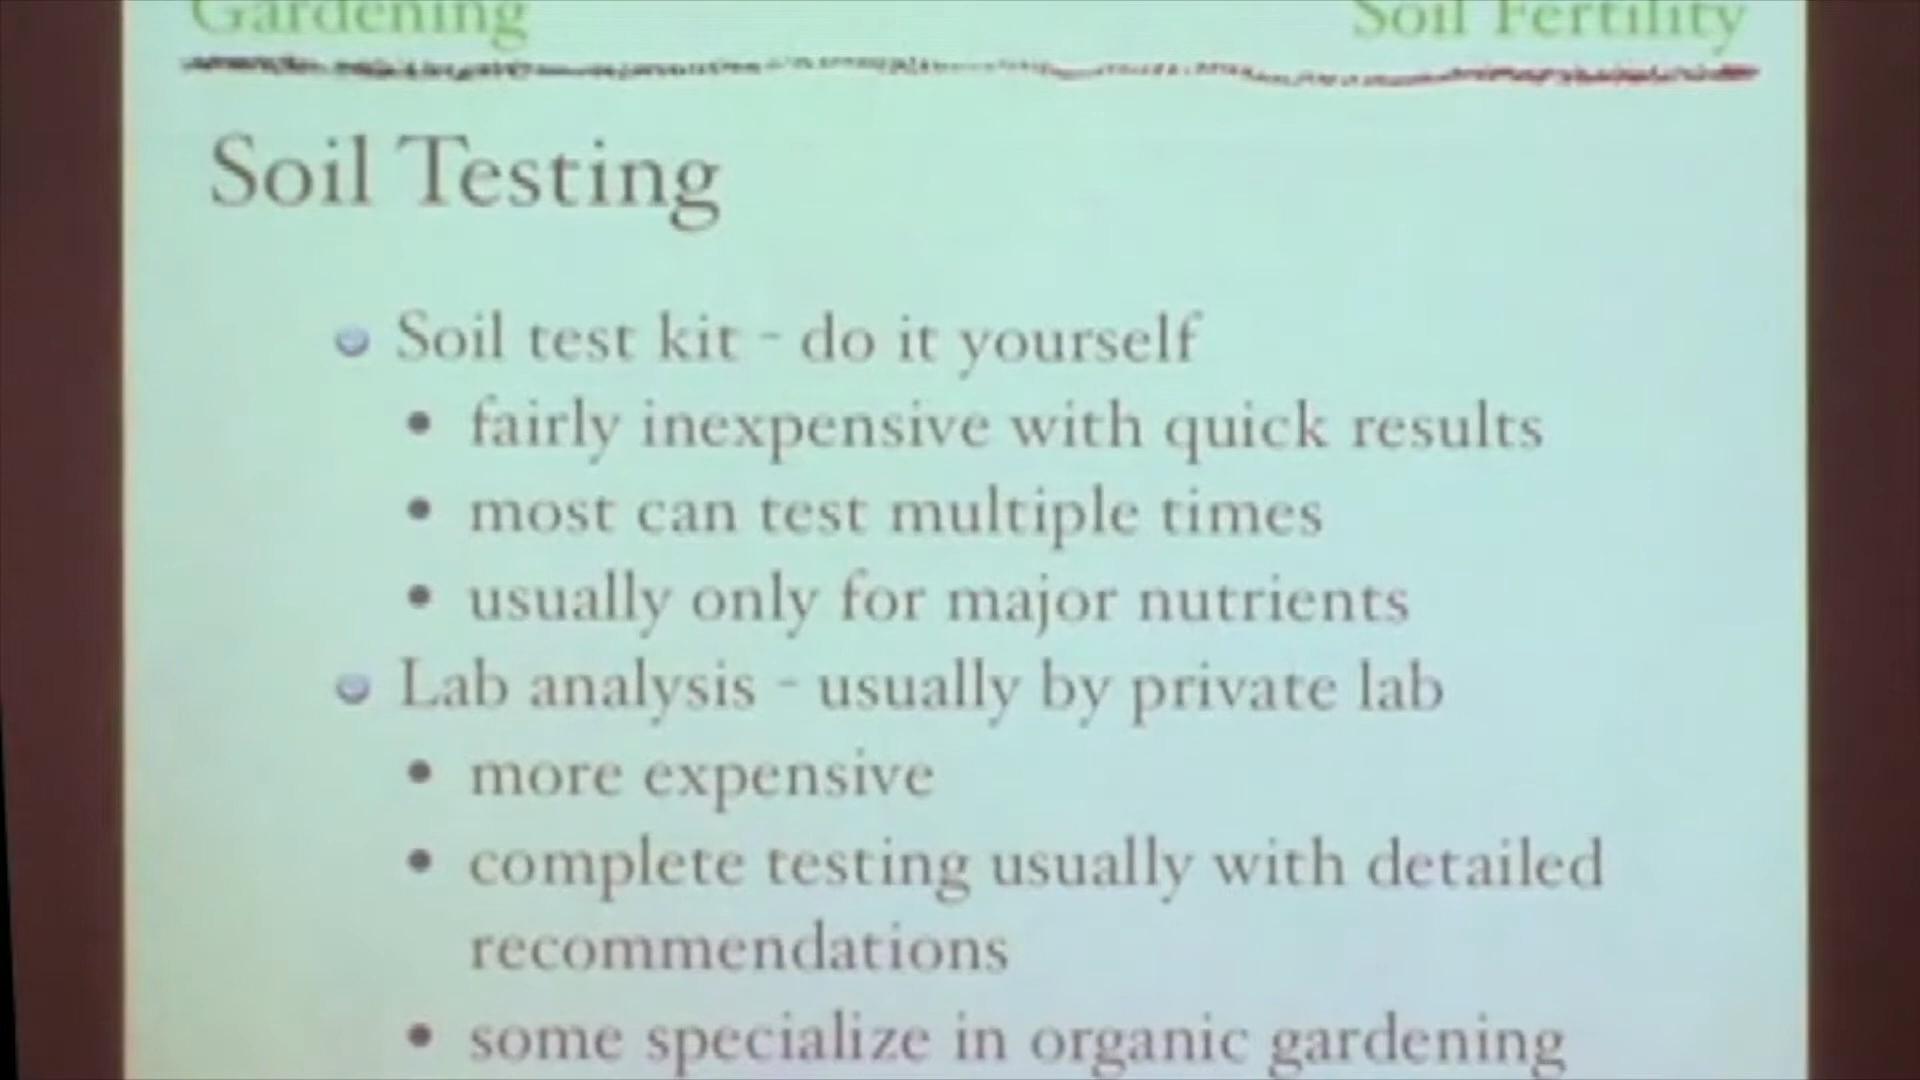 Gardening Soil Fertility
Soil Testing
Soil test kit - do it yourself
• fairly inexpensive with quick results
• most can test multiple times
• usually only for major nutrients
Lab analysis - usually by private lab
• more expensive
• complete testing usually with detailed
recommendations
• some specialize in organic gardening